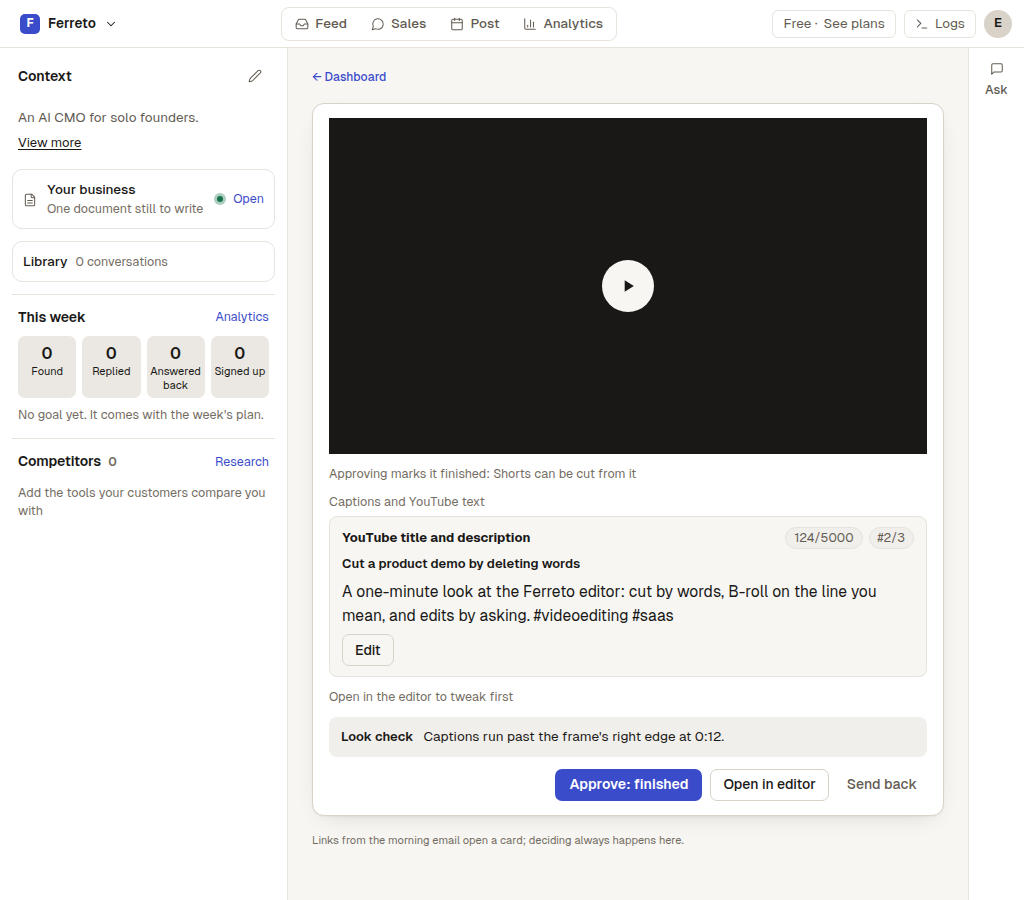 F Ferreto
Feed Sales Post Analytics
Free · See plans
Logs
E
Context
An AI CMO for solo founders.
View more
Your business
One document still to write
Open
Library 0 conversations
This week
Analytics
0 Found
0 Replied
0 Answered back
0 Signed up
No goal yet. It comes with the week's plan.
Competitors 0
Research
Add the tools your customers compare you
with
← Dashboard
Approving marks it finished: Shorts can be cut from it
Captions and YouTube text
YouTube title and description
124/5000 #2/3
Cut a product demo by deleting words
A one-minute look at the Ferreto editor: cut by words, B-roll on the line you
mean, and edits by asking. #videoediting #saas
Edit
Open in the editor to tweak first
Look check Captions run past the frame's right edge at 0:12.
Approve: finished
Open in editor
Send back
Links from the morning email open a card; deciding always happens here.
Ask